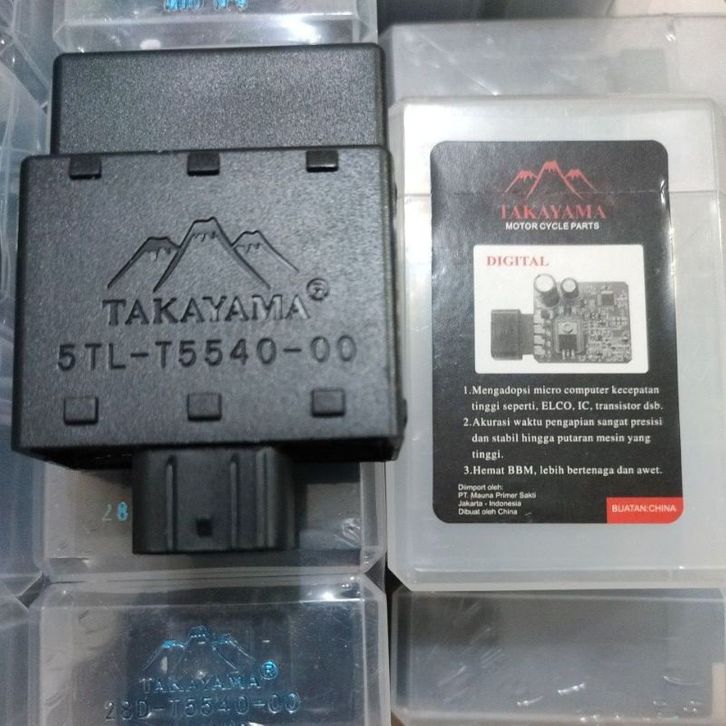 TAKAYAMA®
5TL-T5540-00
TAKAYAMA
MOTOR CYCLE PARTS
DIGITAL
1.Mengadopsi micro computer kecepatan
tinggi seperti, ELCO, IC, transistor dsb.
2.Akurasi waktu pengapian sangat presisi
dan stabil hingga putaran mesin yang
tinggi.
3.Hemat BBM, lebih bertenaga dan awet.
Diimport oleh:
PT. Mauna Primer Sakti
Jakarta - Indonesia
Dibuat oleh China
BUATAN:CHINA
28
TAKAYAMA®
28D-T5540-00